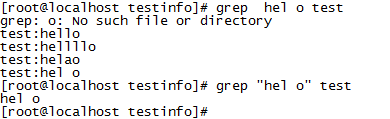 [root@localhost testinfo]# grep  hel o test
grep: o: No such file or directory
test:hello
test:hellllo
test:helao
test:hel o
[root@localhost testinfo]# grep "hel o" test
hel o
[root@localhost testinfo]#